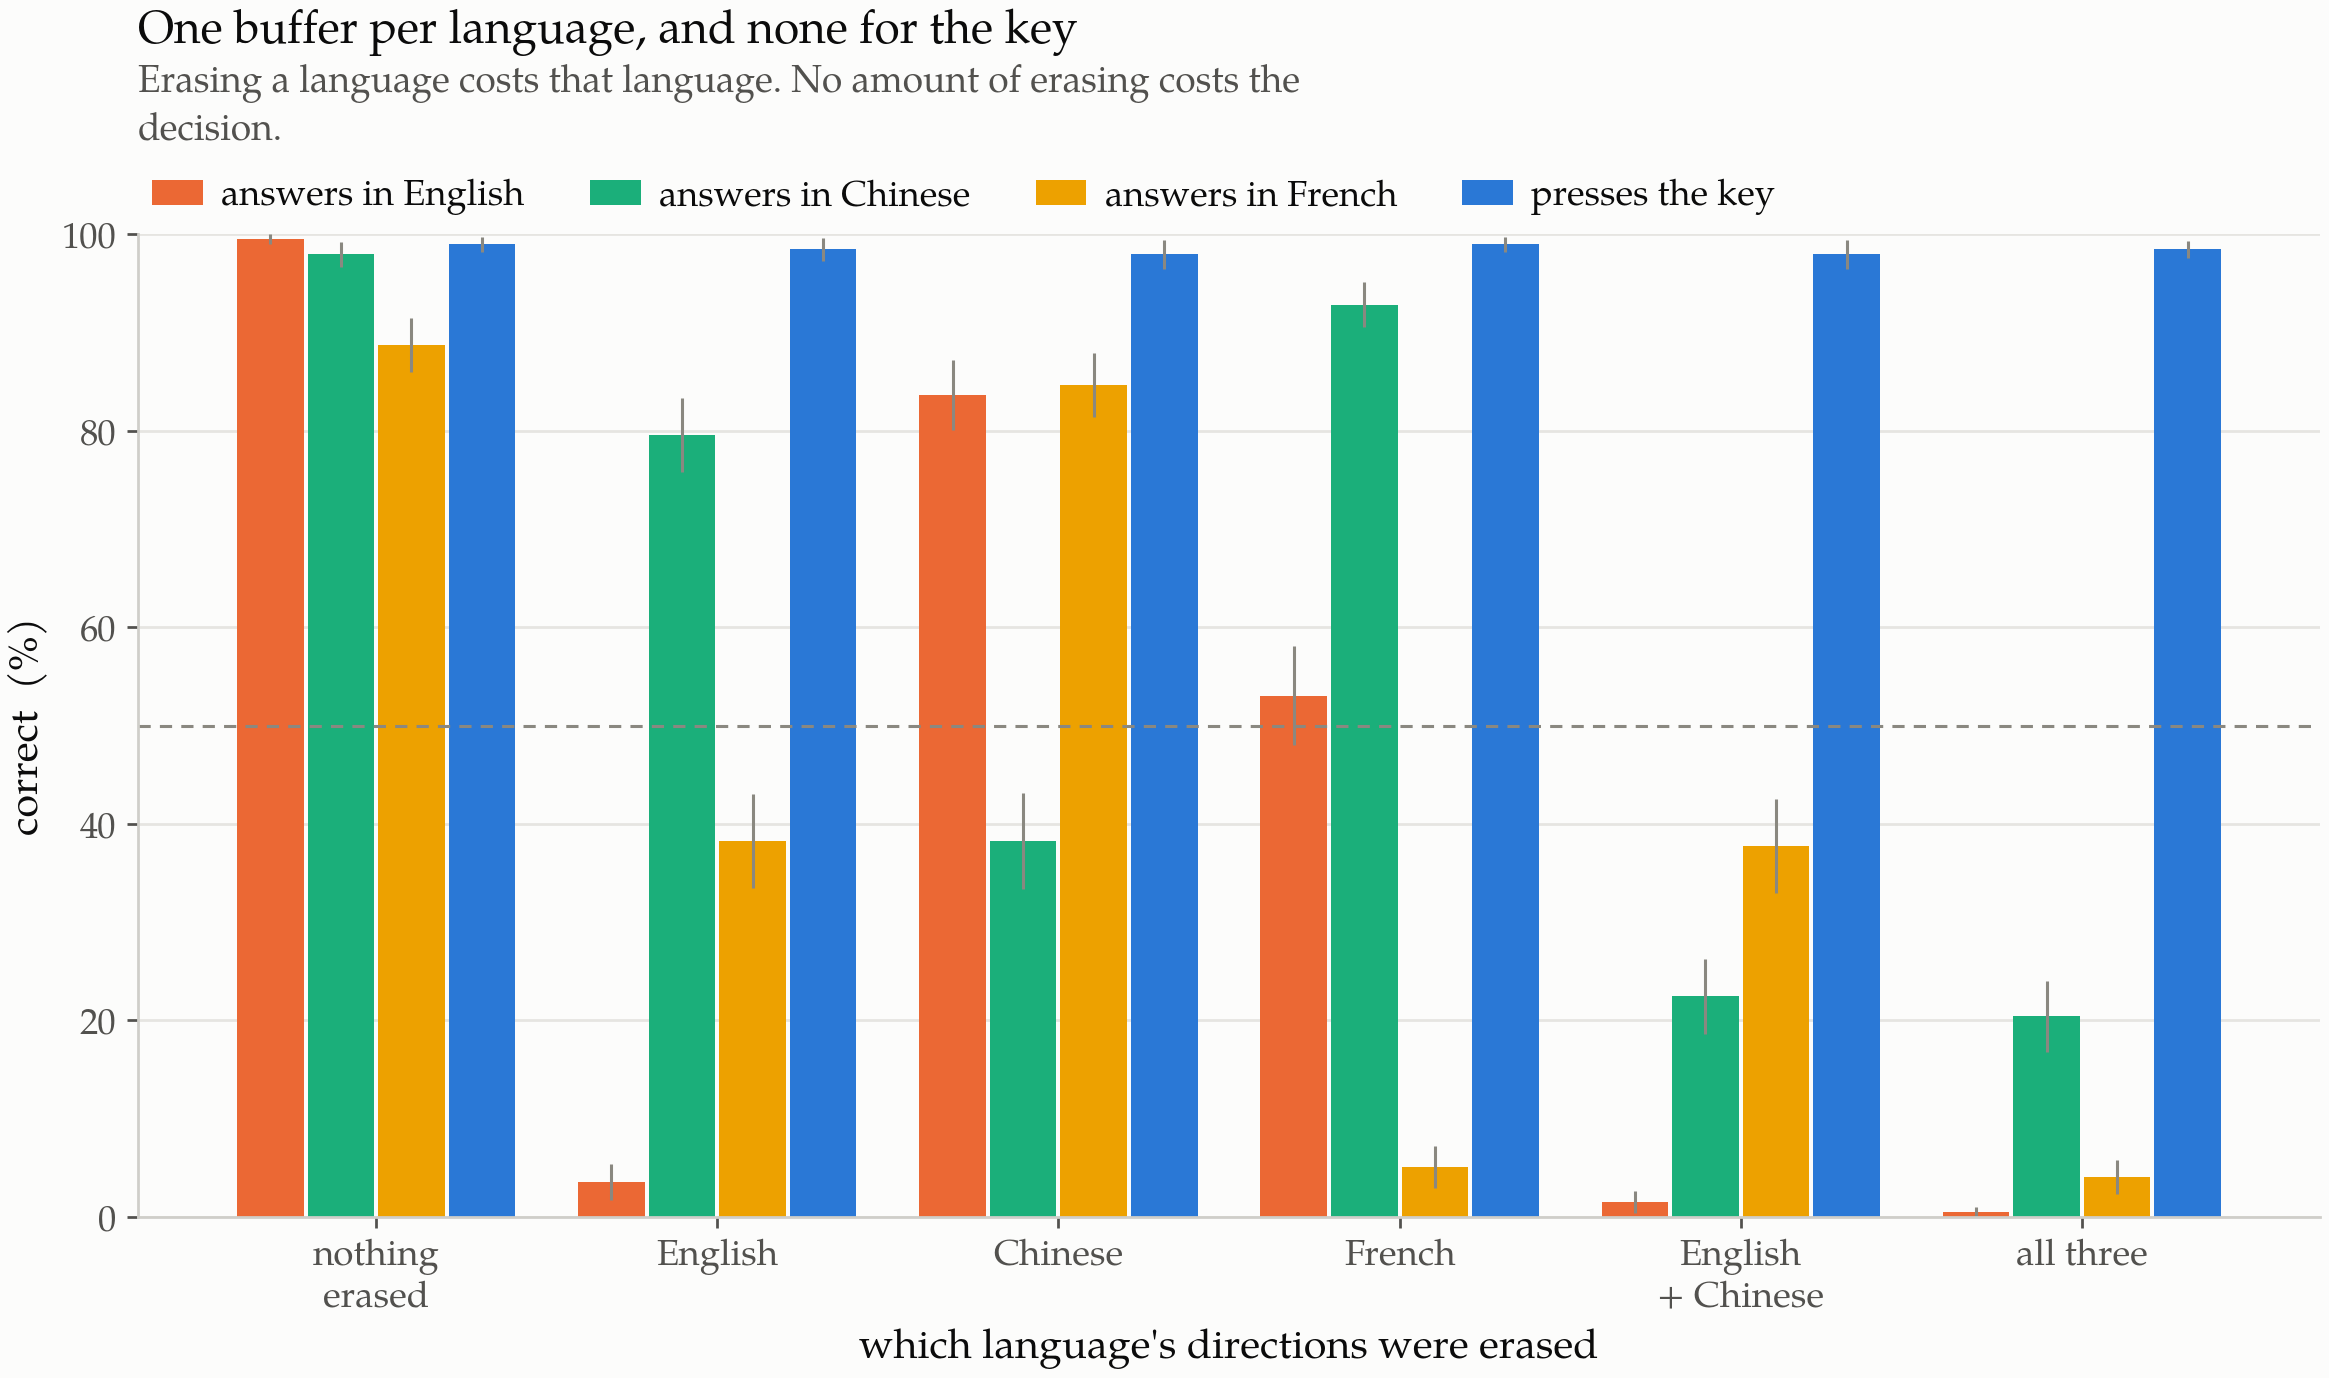 One buffer per language, and none for the key
Erasing a language costs that language. No amount of erasing costs the
decision.
answers in English
answers in Chinese
answers in French
presses the key
100
80
60
40
20
0
correct (%)
nothing
erased
English
Chinese
French
English
+ Chinese
all three
which language's directions were erased